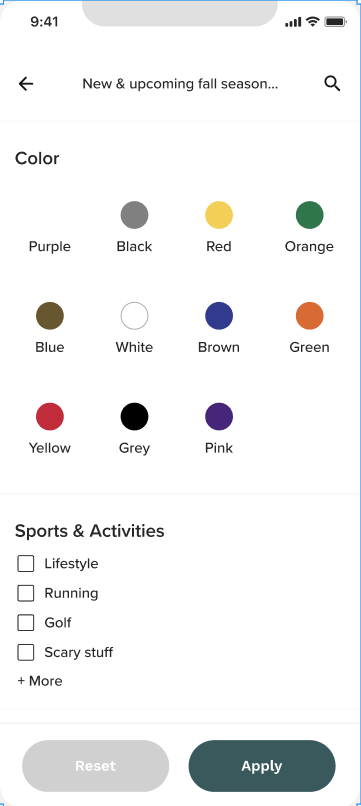 9:41
New & upcoming fall season...
Color
Purple Black Red Orange
Blue White Brown Green
Yellow Grey Pink
Sports & Activities
Lifestyle
Running
Golf
Scary stuff
+ More
Reset Apply